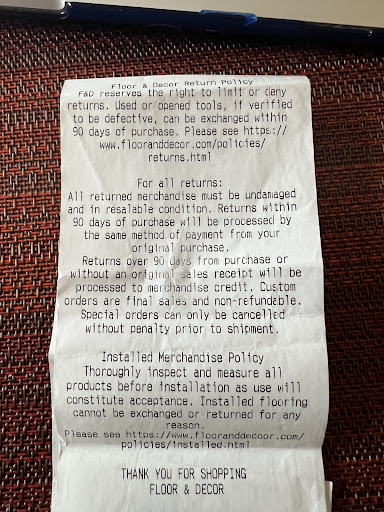 Floor & Decor Return Policy
F&D reserves the right to limit or deny
returns. Used or opened tools, if verified
to be defective, can be exchanged within
90 days of purchase. Please see https://
www.flooranddecor.com/policies/
returns.html
For all returns:
All returned merchandise must be undamaged
and in resalable condition. Returns within
90 days of purchase will be processed by
the same method of payment from your
original purchase.
Returns over 90 days from purchase or
without an original sales receipt will be
processed to merchandise credit. Custom
orders are final sales and non-refundable.
Special orders can only be cancelled
without penalty prior to shipment.
Installed Merchandise Policy
Thoroughly inspect and measure all
products before installation as use will
constitute acceptance. Installed flooring
cannot be exchanged or returned for any
reason.
Please see https://www.flooranddecoor.com/
policies/installed.html
THANK YOU FOR SHOPPING
FLOOR & DECOR